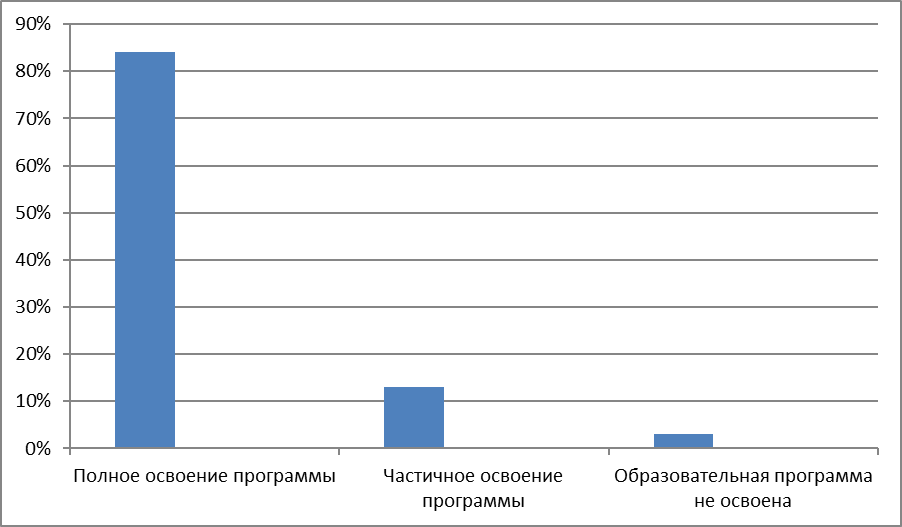 90%
80%
70%
60%
50%
40%
30%
20%
10%
0%
Полное освоение программы
Частичное освоение
программы
Образовательная программа
не освоена